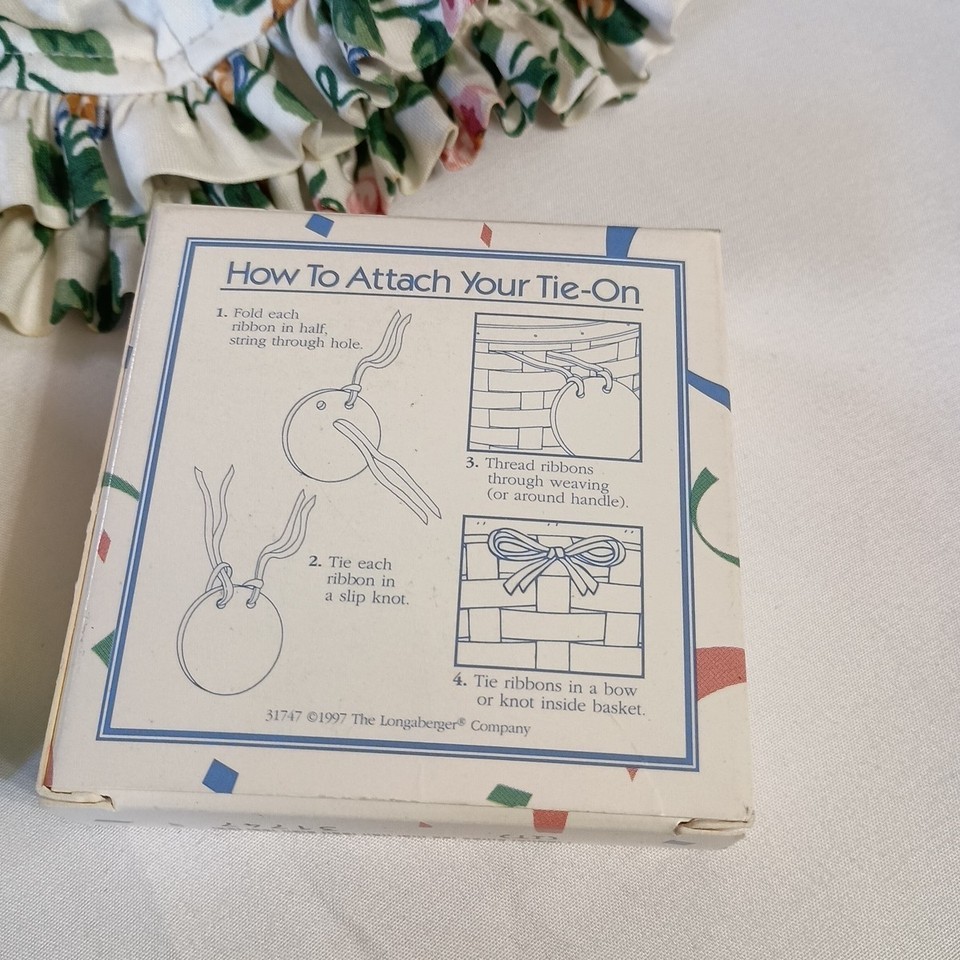 How To Attach Your Tie-On
1. Fold each
ribbon in half,
string through hole.
2. Tie each
ribbon in
a slip knot.
3. Thread ribbons
through weaving
(or around handle).
4. Tie ribbons in a bow
or knot inside basket.
31747 ©1997 The Longaberger® Company